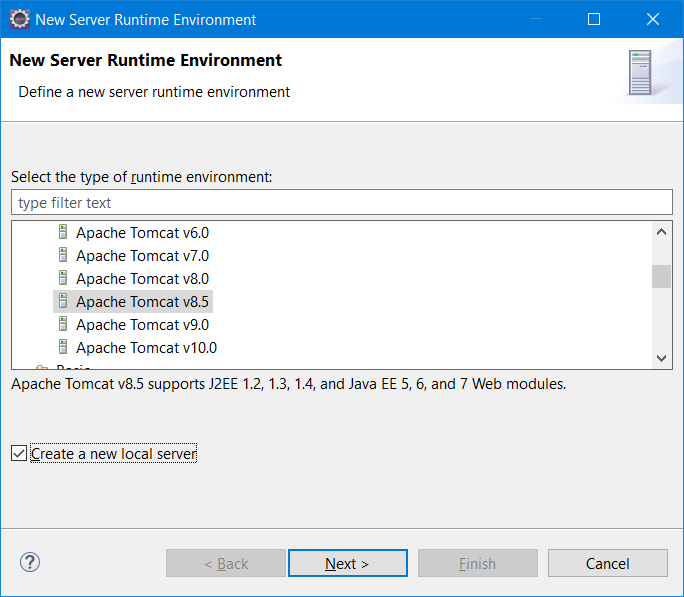 New Server Runtime Environment
New Server Runtime Environment
Define a new server runtime environment
Select the type of runtime environment:
type filter text
Apache Tomcat v6.0
Apache Tomcat v7.0
Apache Tomcat v8.0
Apache Tomcat v8.5
Apache Tomcat v9.0
Apache Tomcat v10.0
Basic
Apache Tomcat v8.5 supports J2EE 1.2, 1.3, 1.4, and Java EE 5, 6, and 7 Web modules.
Create a new local server
? < Back Next > Finish Cancel